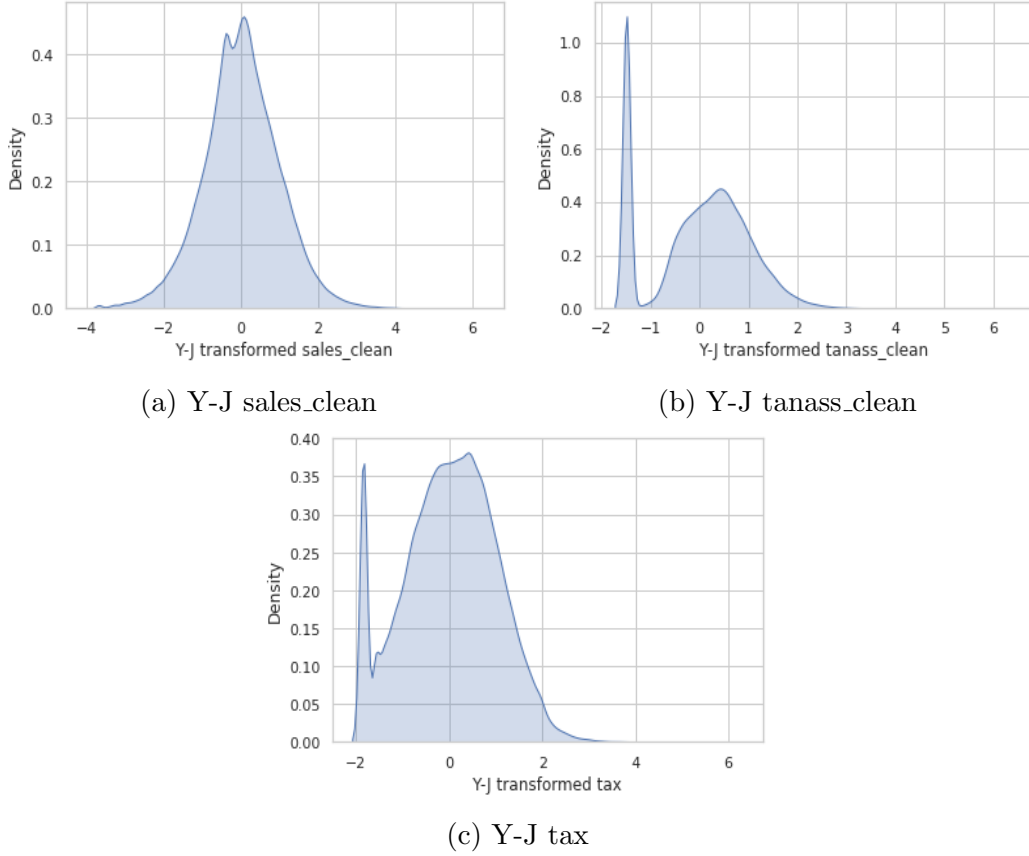 0.4
0.3
0.2
0.1
0.0
Density
−4 −2 0 2 4 6
Y-J transformed sales_clean
(a) Y-J sales_clean
1.0
0.8
0.6
0.4
0.2
0.0
Density
−2 −1 0 1 2 3 4 5 6
Y-J transformed tanass_clean
(b) Y-J tanass_clean
0.40
0.35
0.30
0.25
0.20
0.15
0.10
0.05
0.00
Density
−2 0 2 4 6
Y-J transformed tax
(c) Y-J tax